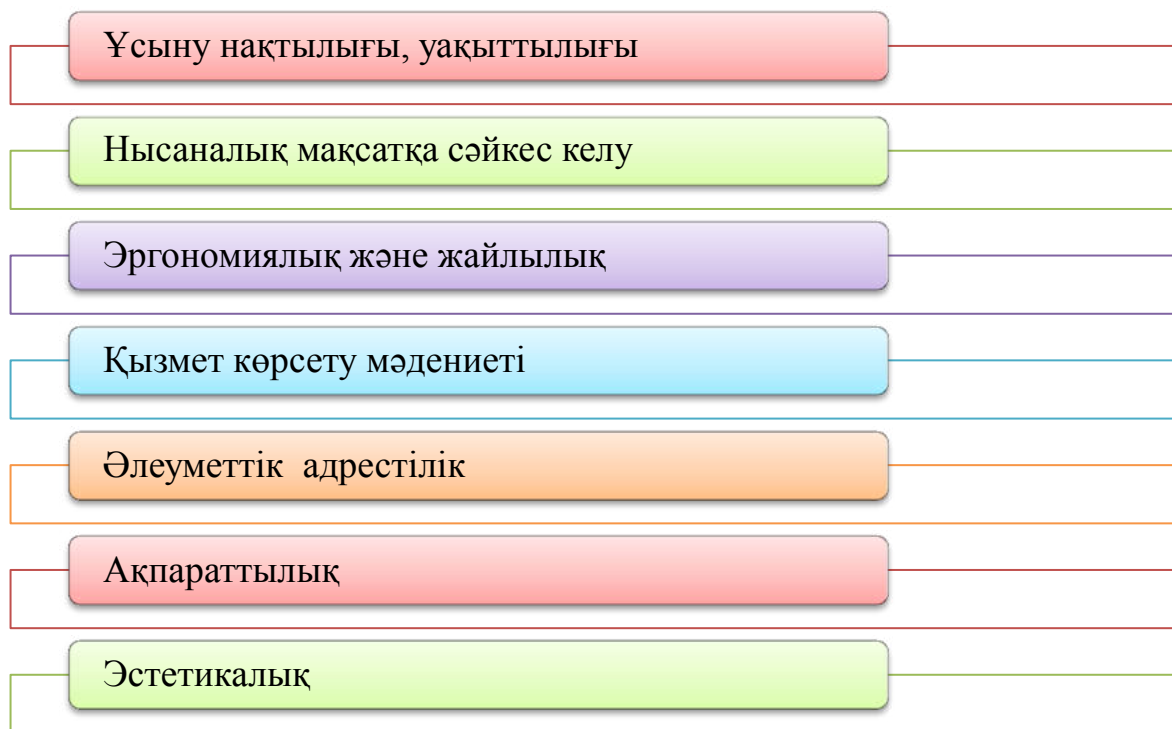 Ұсыну нақтылығы, уақыттылығы
Нысаналық мақсатқа сәйкес келу
Эргономиялық және жайлылық
Қызмет көрсету мәдениеті
Әлеуметтік  адрестілік
Ақпараттылық
Эстетикалық